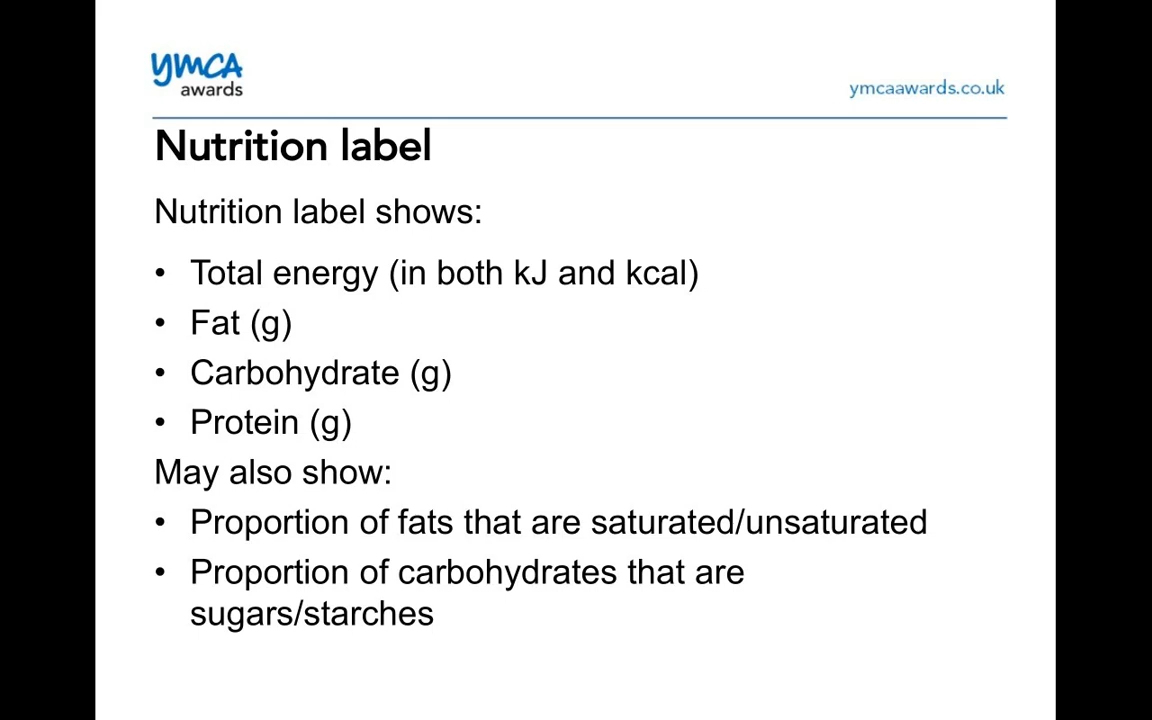 ymca
awards
ymcaawards.co.uk
Nutrition label
Nutrition label shows:
• Total energy (in both kJ and kcal)
• Fat (g)
• Carbohydrate (g)
• Protein (g)
May also show:
• Proportion of fats that are saturated/unsaturated
• Proportion of carbohydrates that are
sugars/starches